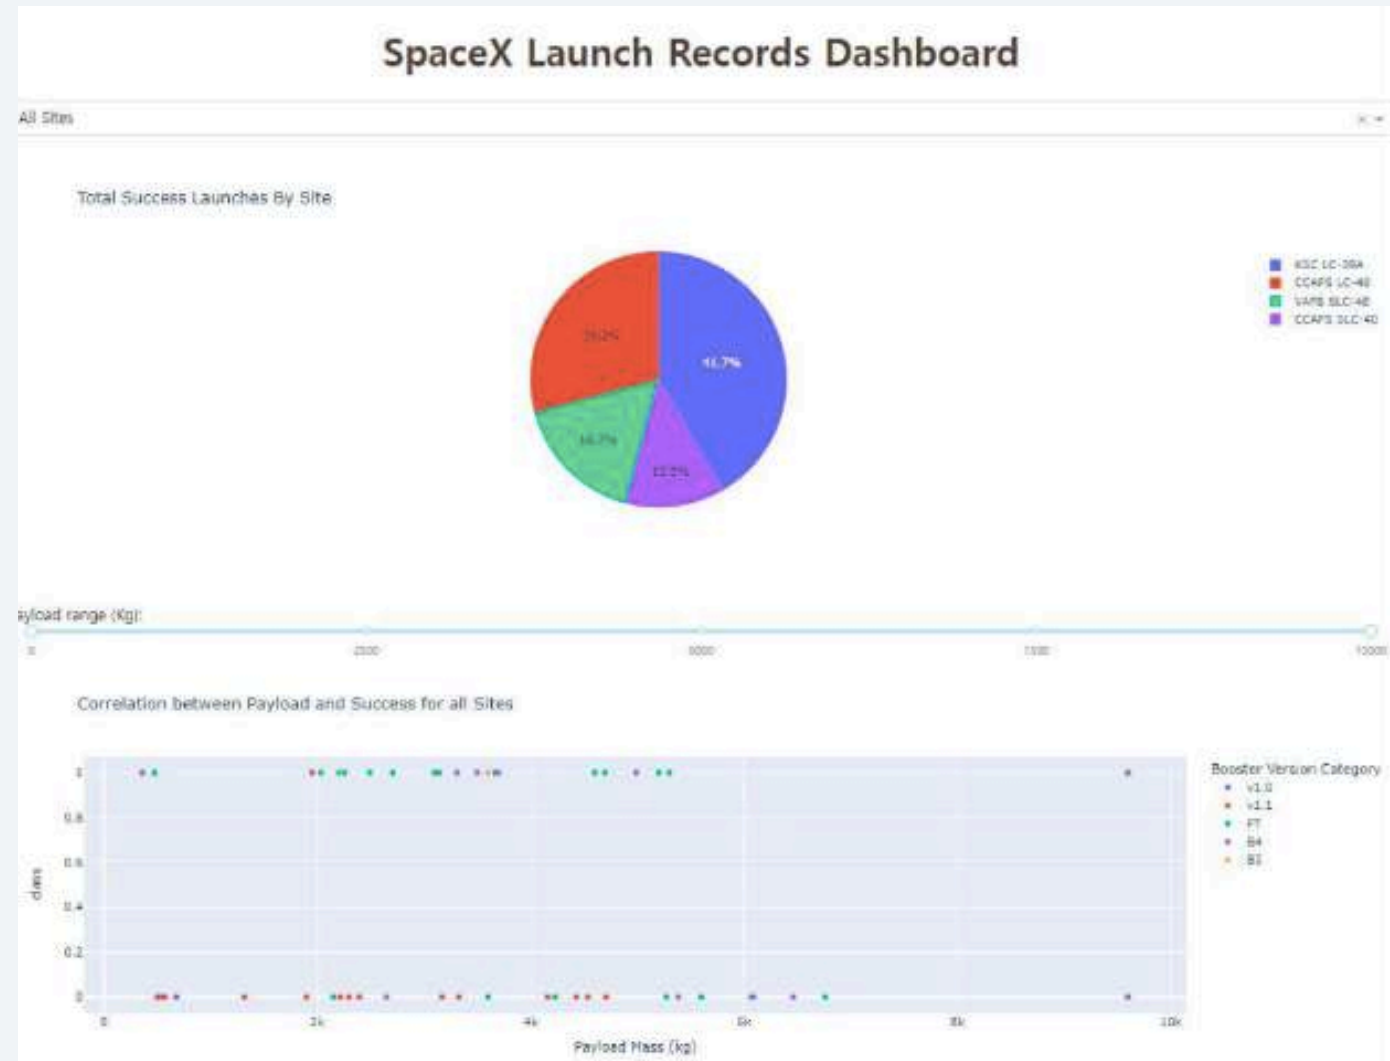 SpaceX Launch Records Dashboard
All Sites
Total Success Launches By Site
KSC LC-39A
CCAFS LC-40
VAFB SLC-4E
CCAFS SLC-40
29.2%
41.7%
16.7%
12.5%
ayload range (Kg):
0 2500 5000 7500 10000
Correlation between Payload and Success for all Sites
Booster Version Category
v1.0
v1.1
FT
B4
B5
1
0.8
0.6
0.4
0.2
0
class
0 2k 4k 6k 8k 10k
Payload Mass (kg)